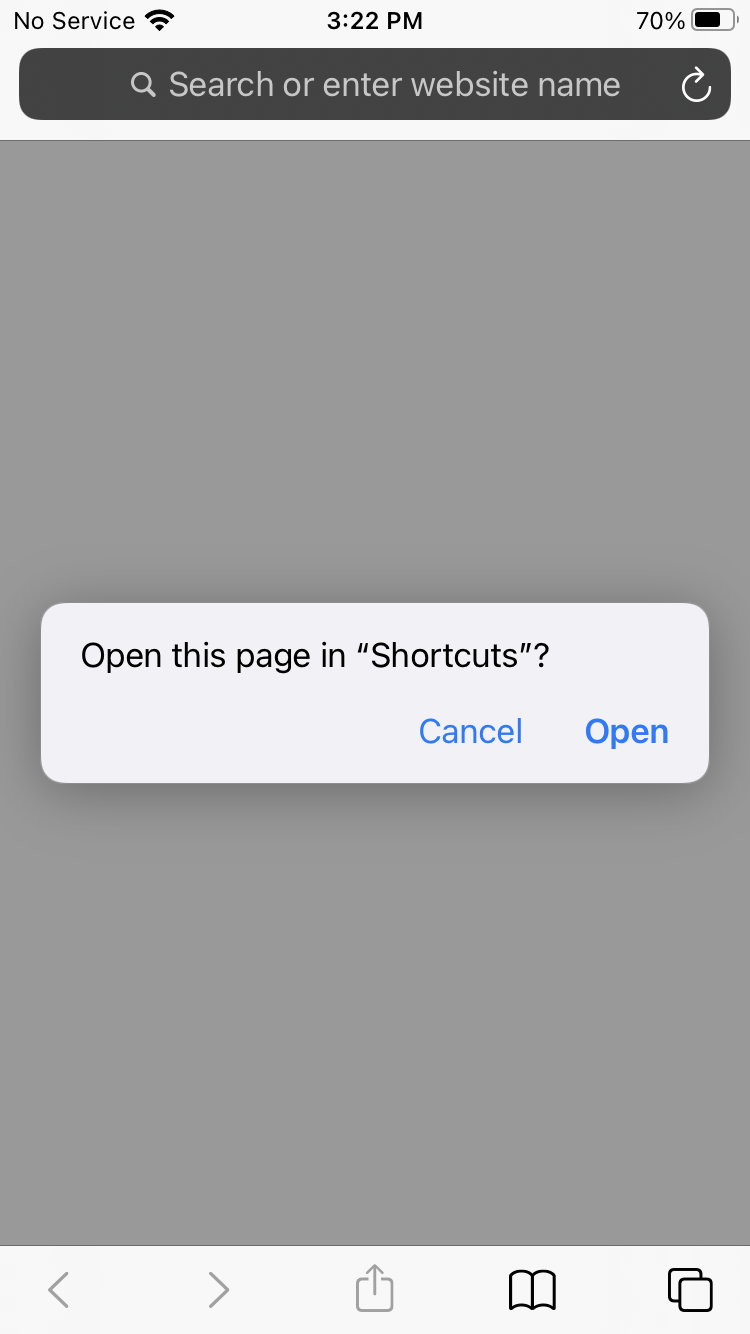 No Service 3:22 PM 70%
Search or enter website name
Open this page in “Shortcuts”?
Cancel Open